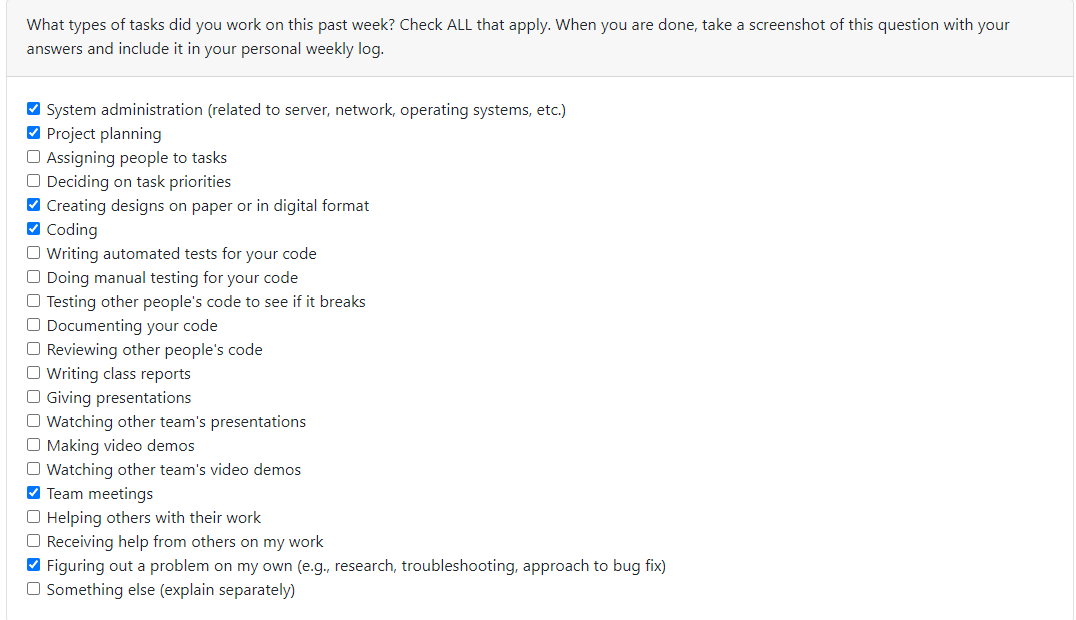 What types of tasks did you work on this past week? Check ALL that apply. When you are done, take a screenshot of this question with your
answers and include it in your personal weekly log.
System administration (related to server, network, operating systems, etc.)
Project planning
Assigning people to tasks
Deciding on task priorities
Creating designs on paper or in digital format
Coding
Writing automated tests for your code
Doing manual testing for your code
Testing other people's code to see if it breaks
Documenting your code
Reviewing other people's code
Writing class reports
Giving presentations
Watching other team's presentations
Making video demos
Watching other team's video demos
Team meetings
Helping others with their work
Receiving help from others on my work
Figuring out a problem on my own (e.g., research, troubleshooting, approach to bug fix)
Something else (explain separately)